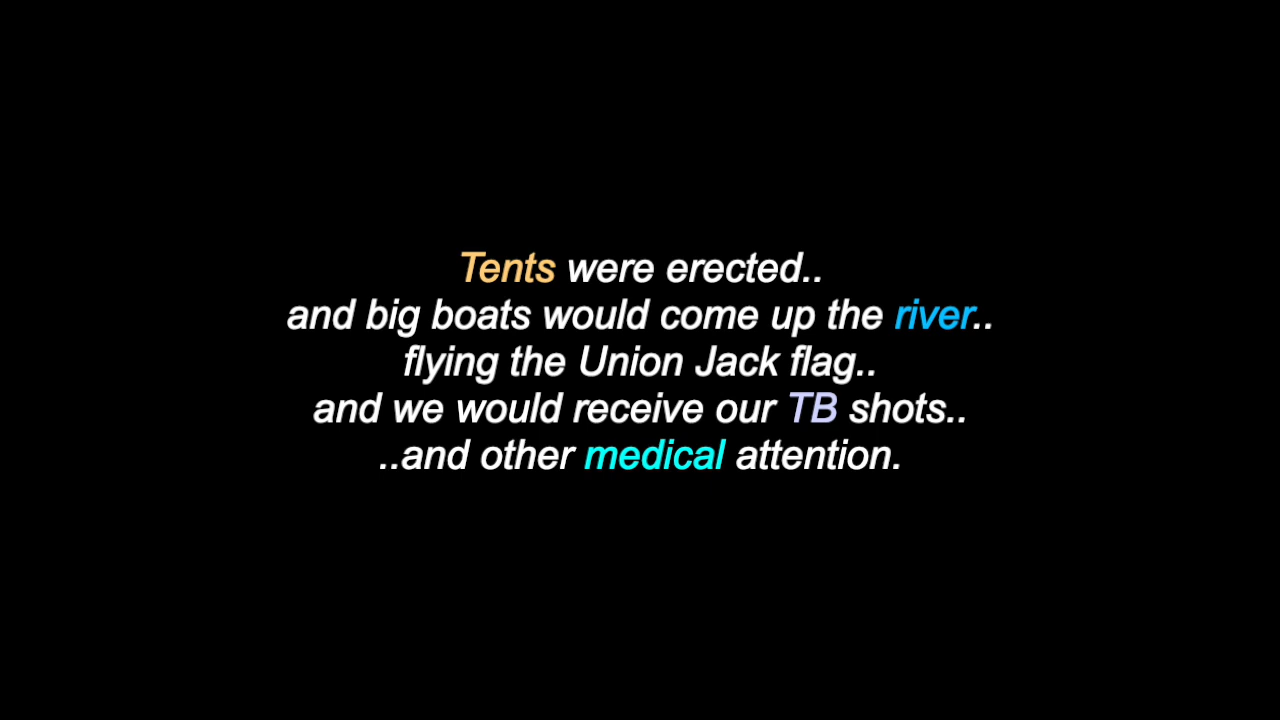 Tents were erected..
and big boats would come up the river..
flying the Union Jack flag..
and we would receive our TB shots..
..and other medical attention.